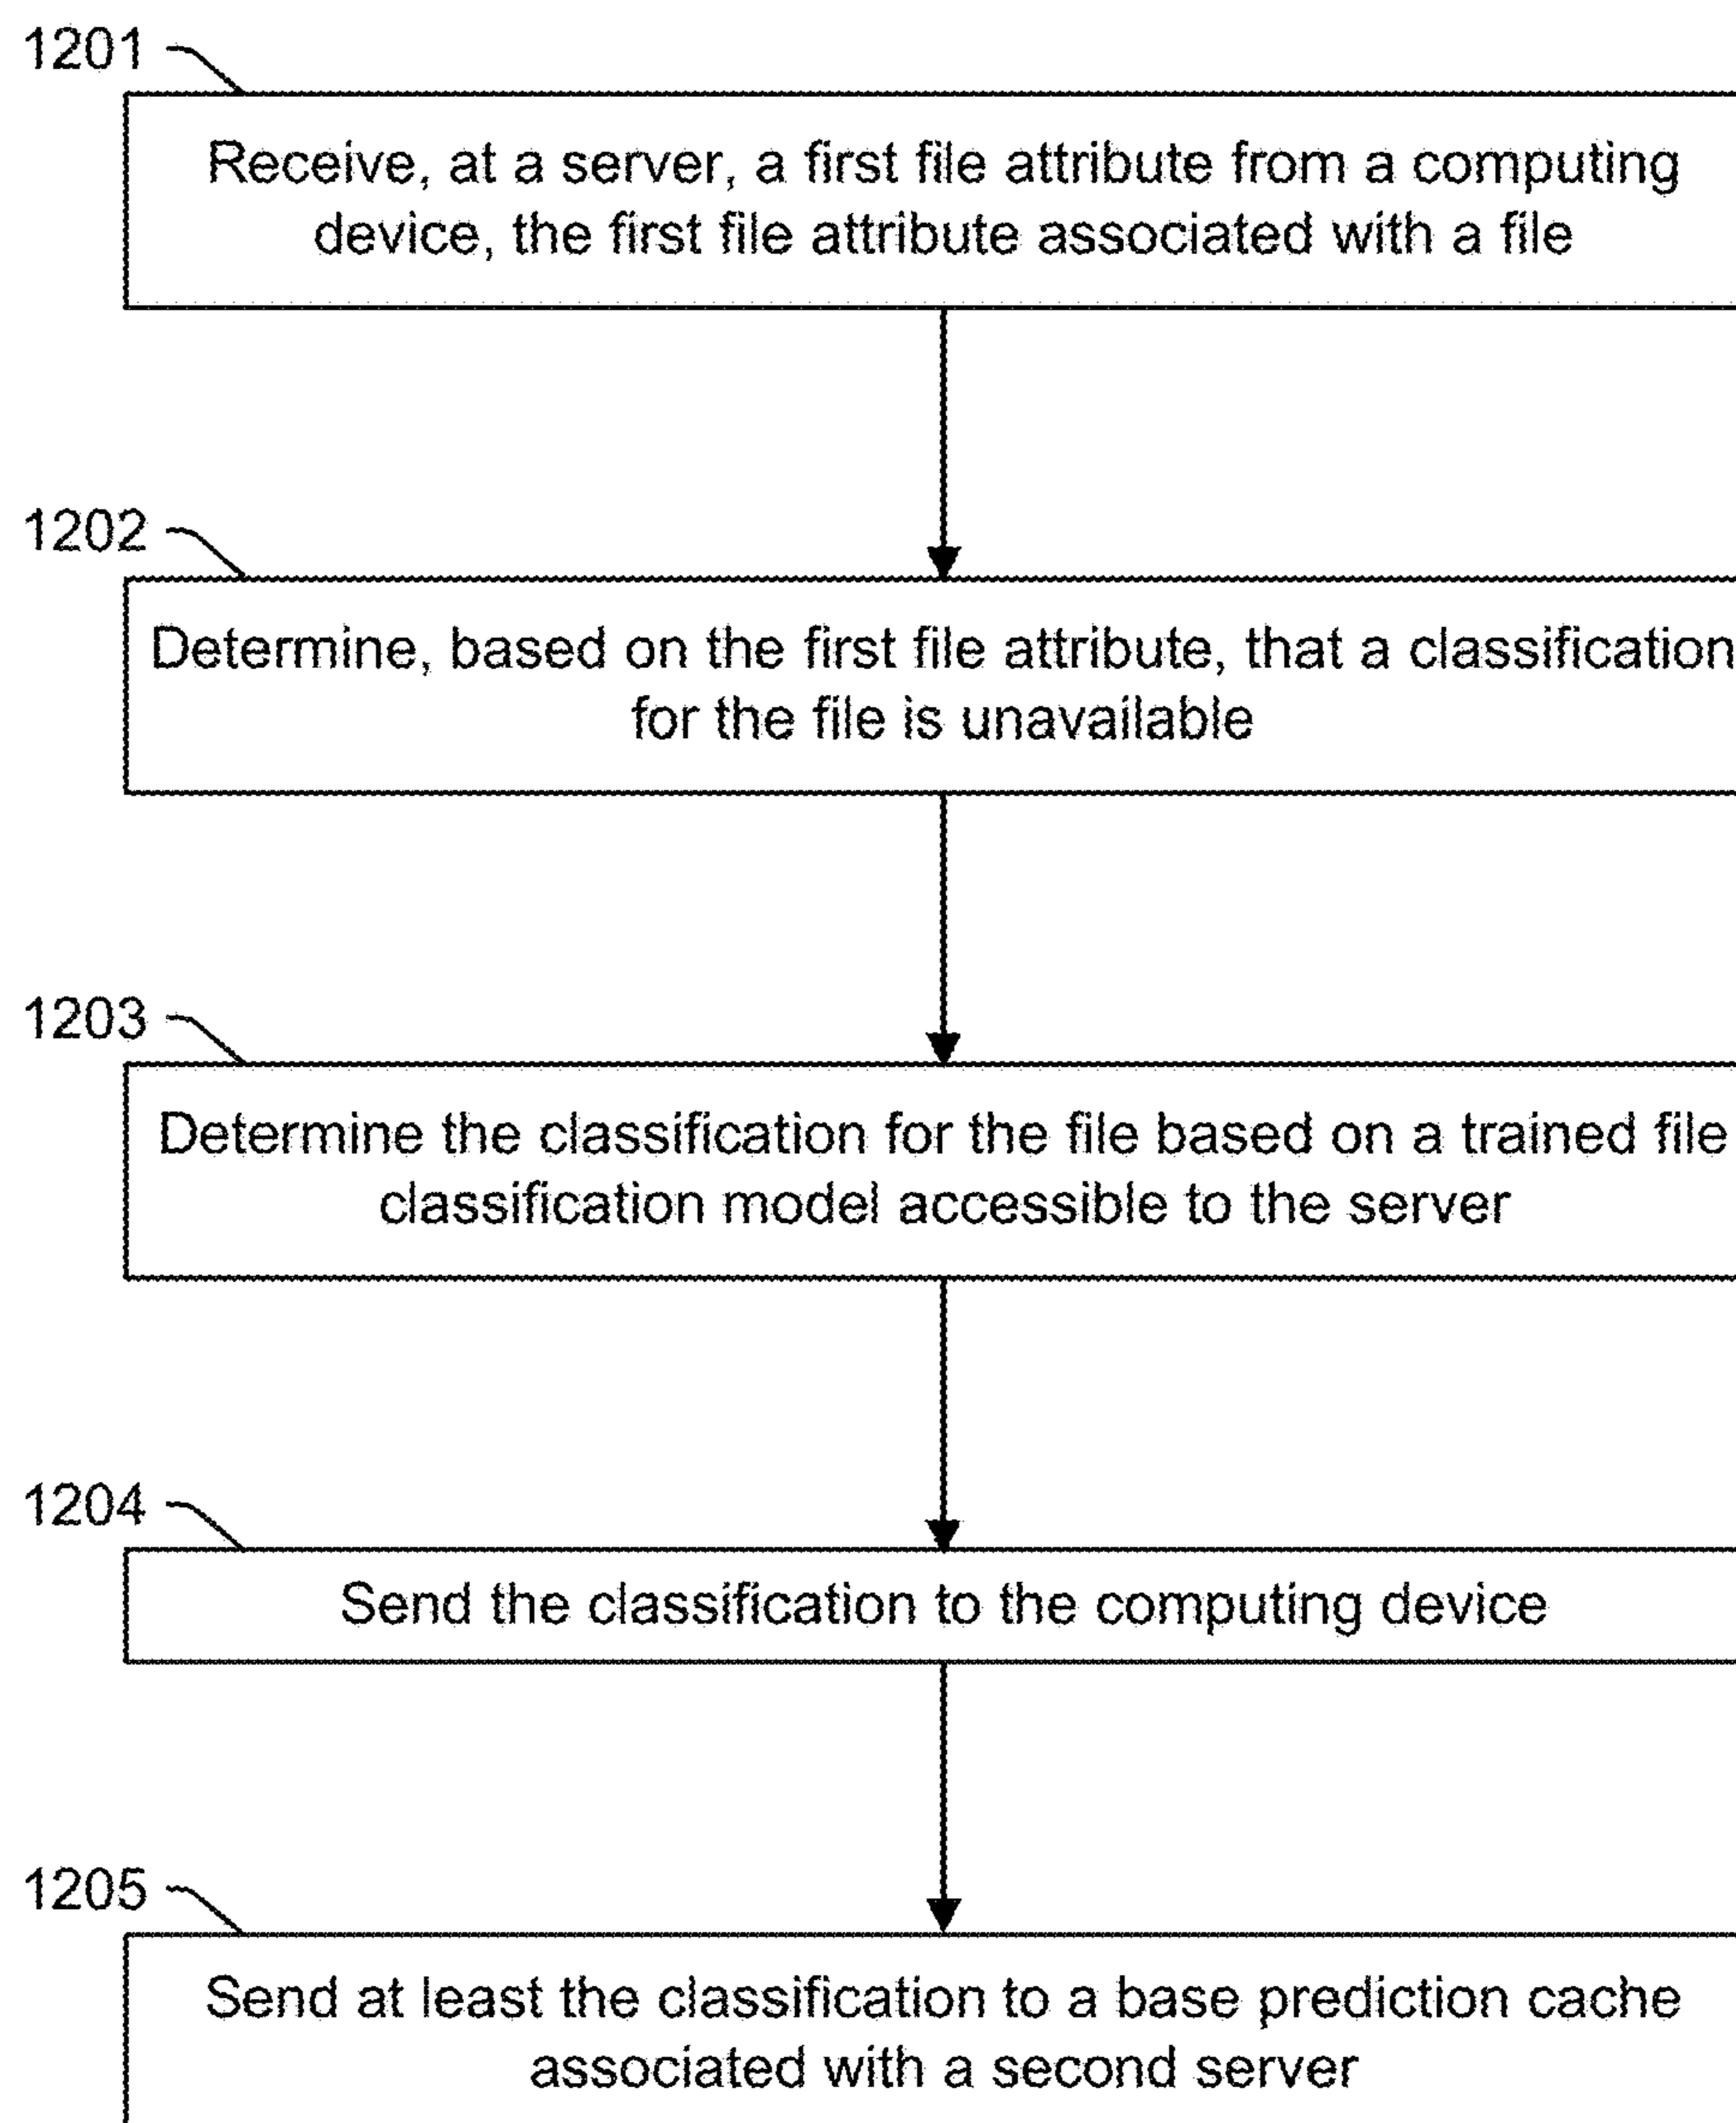 1201
Receive, at a server, a first file attribute from a computing
device, the first file attribute associated with a file
1202
Determine, based on the first file attribute, that a classification
for the file is unavailable
1203
Determine the classification for the file based on a trained file
classification model accessible to the server
1204
Send the classification to the computing device
1205
Send at least the classification to a base prediction cache
associated with a second server